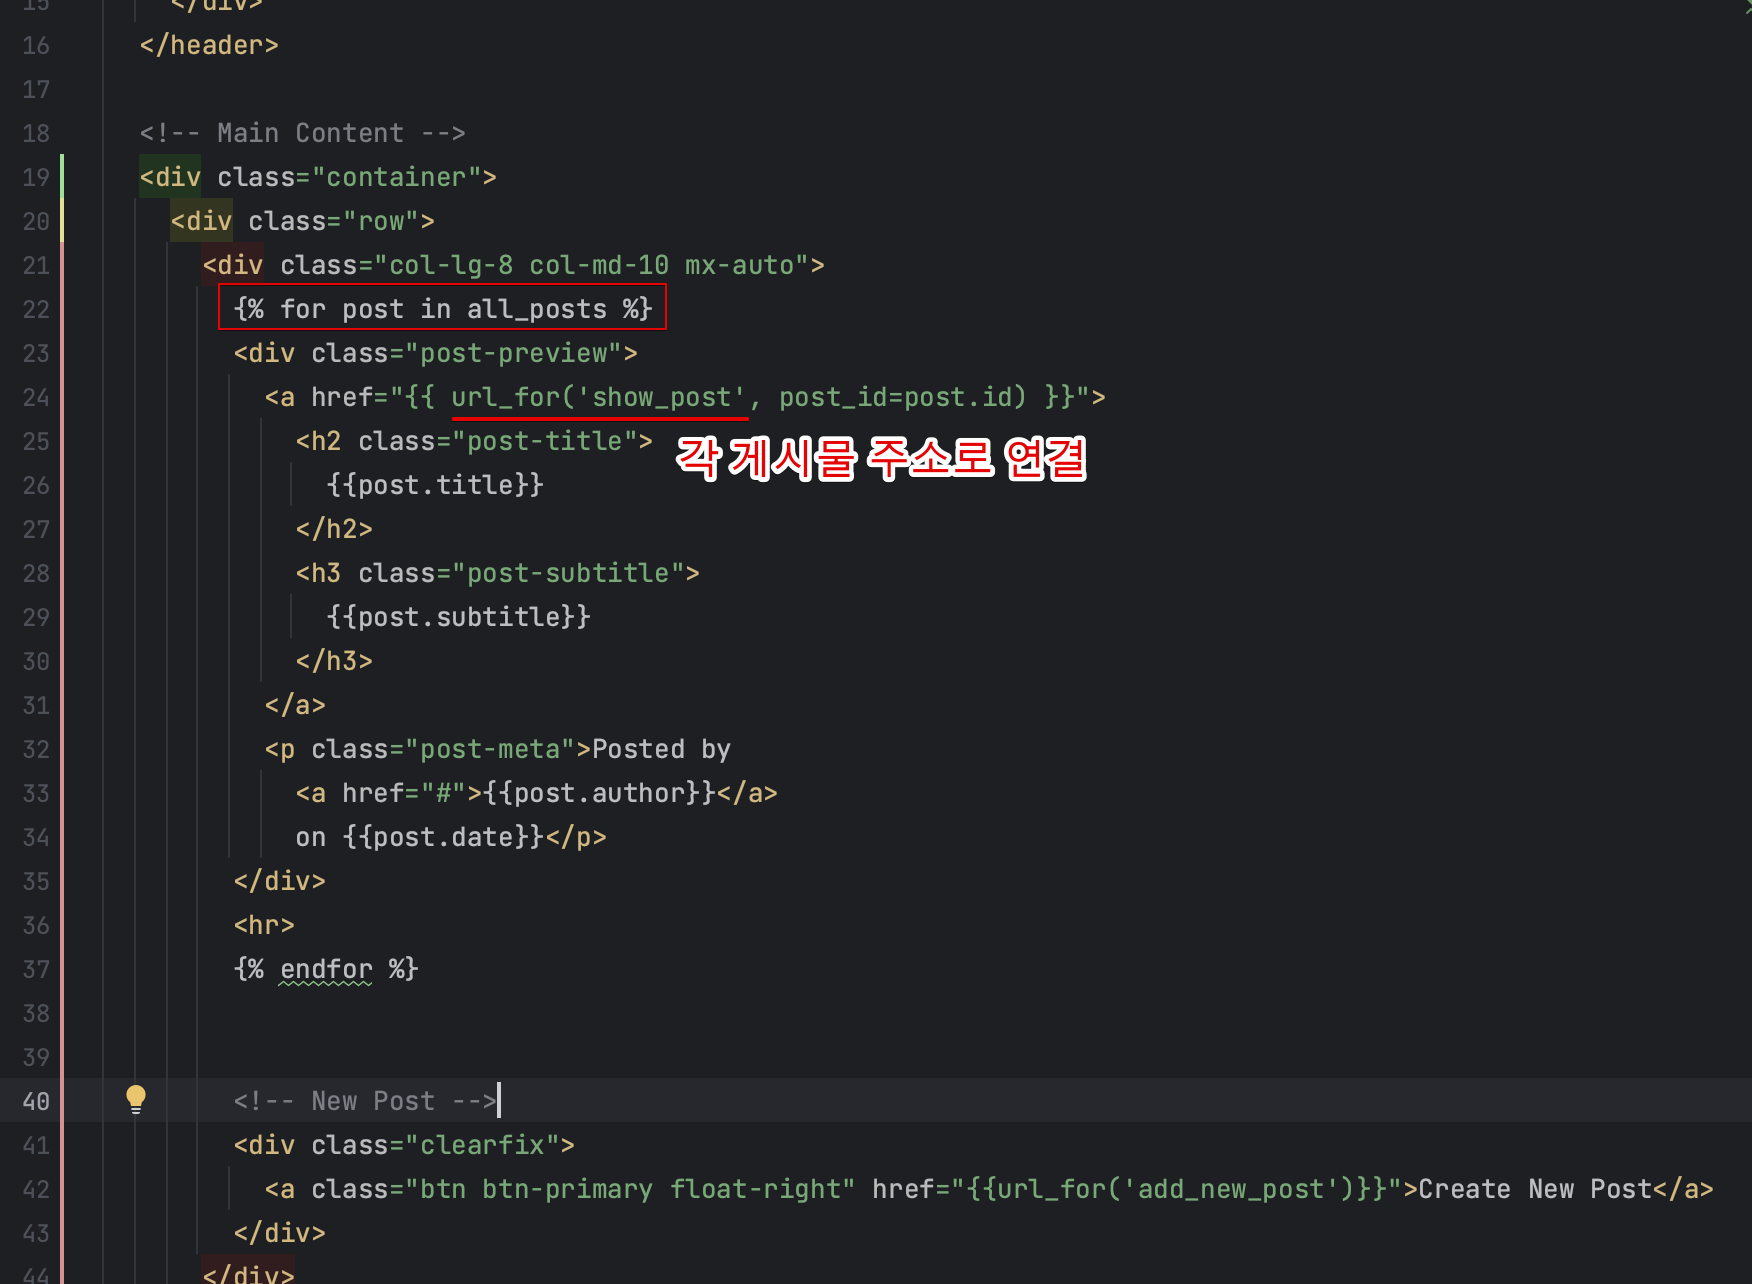 15 </div>
16 </header>
17
18 <!-- Main Content -->
19 <div class="container">
20 <div class="row">
21 <div class="col-lg-8 col-md-10 mx-auto">
22 {% for post in all_posts %}
23 <div class="post-preview">
24 <a href="{{ url_for('show_post', post_id=post.id) }}">
25 <h2 class="post-title">
각 게시물 주소로 연결
26 {{post.title}}
27 </h2>
28 <h3 class="post-subtitle">
29 {{post.subtitle}}
30 </h3>
31 </a>
32 <p class="post-meta">Posted by
33 <a href="#">{{post.author}}</a>
34 on {{post.date}}</p>
35 </div>
36 <hr>
37 {% endfor %}
38
39
40 <!-- New Post -->
41 <div class="clearfix">
42 <a class="btn btn-primary float-right" href="{{url_for('add_new_post')}}">Create New Post</a>
43 </div>
44 </div>